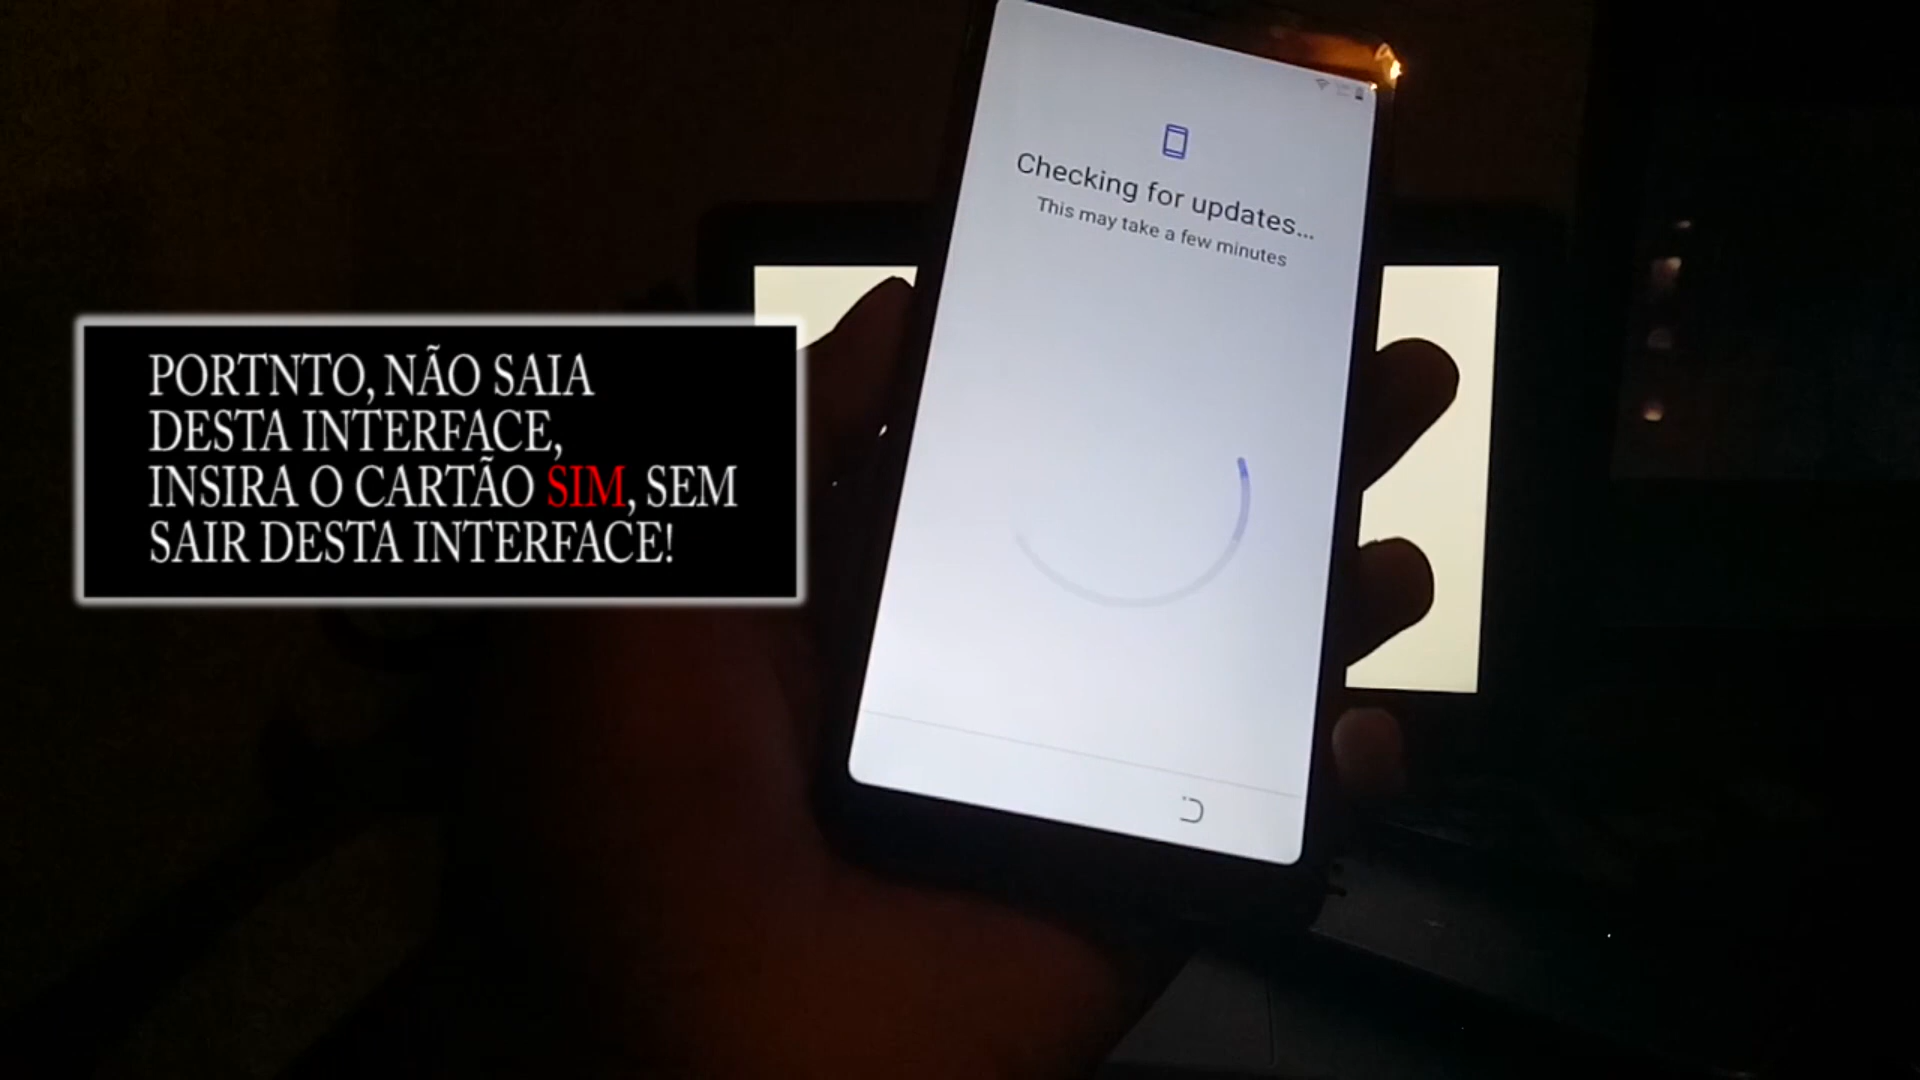 Checking for updates...
This may take a few minutes
PORTNTO, NÃO SAIA
DESTA INTERFACE,
INSIRA O CARTÃO SIM, SEM
SAIR DESTA INTERFACE!